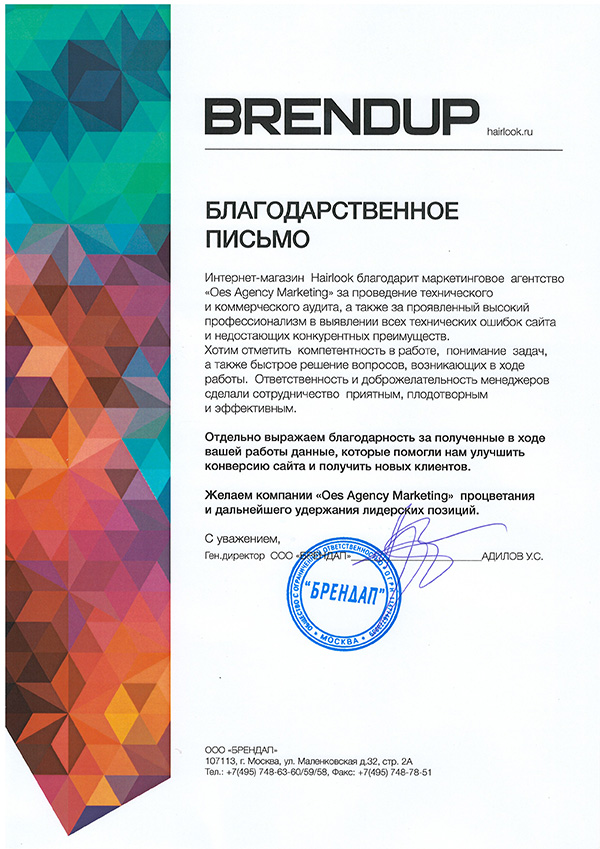 BRENDUP hairlook.ru
БЛАГОДАРСТВЕННОЕ
ПИСЬМО
Интернет-магазин Hairlook благодарит маркетинговое агентство
«Oes Agency Marketing» за проведение технического
и коммерческого аудита, а также за проявленный высокий
профессионализм в выявлении всех технических ошибок сайта
и недостающих конкурентных преимуществ.
Хотим отметить компетентность в работе, понимание задач,
а также быстрое решение вопросов, возникающих в ходе
работы. Ответственность и доброжелательность менеджеров
сделали сотрудничество приятным, плодотворным
и эффективным.
Отдельно выражаем благодарность за полученные в ходе
вашей работы данные, которые помогли нам улучшить
конверсию сайта и получить новых клиентов.
Желаем компании «Oes Agency Marketing» процветания
и дальнейшего удержания лидерских позиций.
С уважением,
Ген.директор ООО «БРЕНДАП» АДИЛОВ У.С.
ОБЩЕСТВО С ОГРАНИЧЕННОЙ ОТВЕТСТВЕННОСТЬЮ
"БРЕНДАП"
МОСКВА
ООО «БРЕНДАП»
107113, г. Москва, ул. Маленковская д.32, стр. 2А
Тел.: +7(495) 748-63-60/59/58, Факс: +7(495) 748-78-51